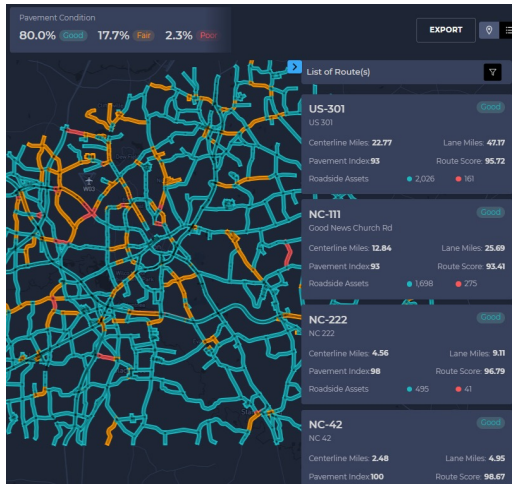 Pavement Condition
80.0% Good 17.7% Fair 2.3% Poor
EXPORT
List of Route(s)
US-301 Good
US 301
Centerline Miles: 22.77 Lane Miles: 47.17
Pavement Index:93 Route Score: 95.72
Roadside Assets 2,026 161
NC-111 Good
Good News Church Rd
Centerline Miles: 12.84 Lane Miles: 25.69
Pavement Index:93 Route Score: 93.41
Roadside Assets 1,698 275
NC-222 Good
NC 222
Centerline Miles: 4.56 Lane Miles: 9.11
Pavement Index:98 Route Score: 96.79
Roadside Assets 495 41
NC-42 Good
NC 42
Centerline Miles: 2.48 Lane Miles: 4.95
Pavement Index:100 Route Score: 98.67
W03